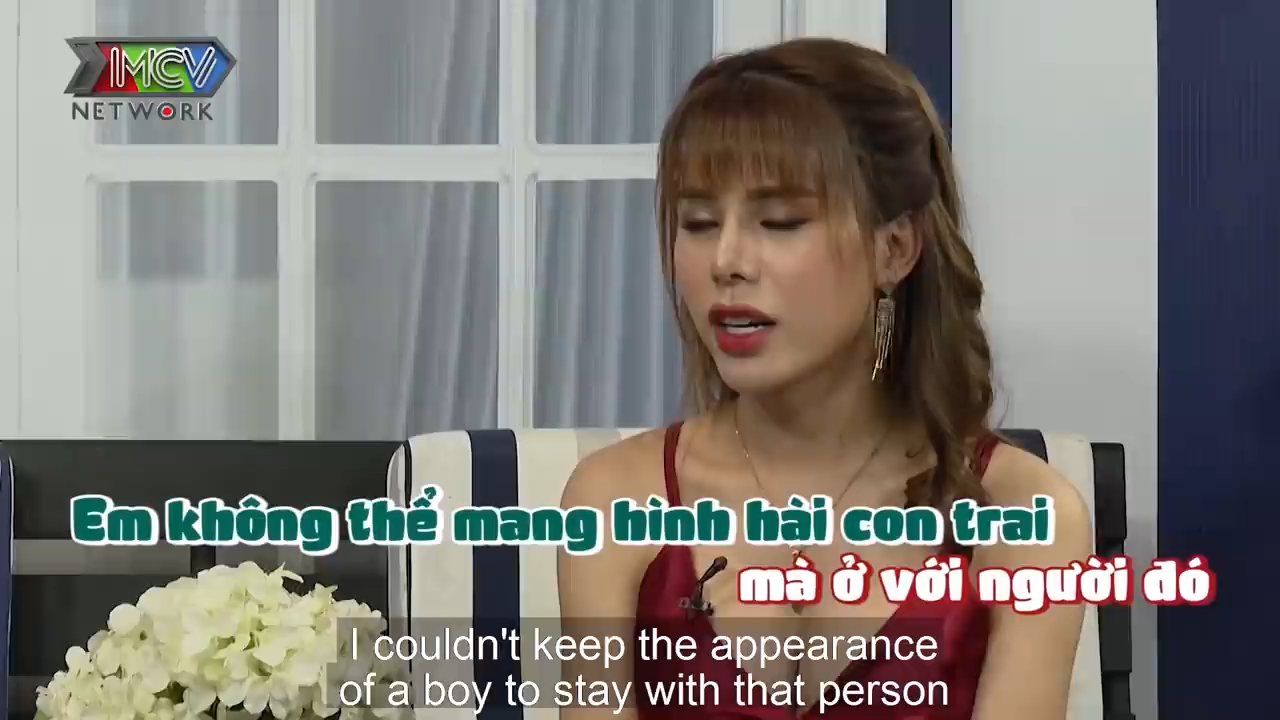 MCV
NETWORK
Em không thể mang hình hài con trai
mà ở với người đó
I couldn't keep the appearance
of a boy to stay with that person